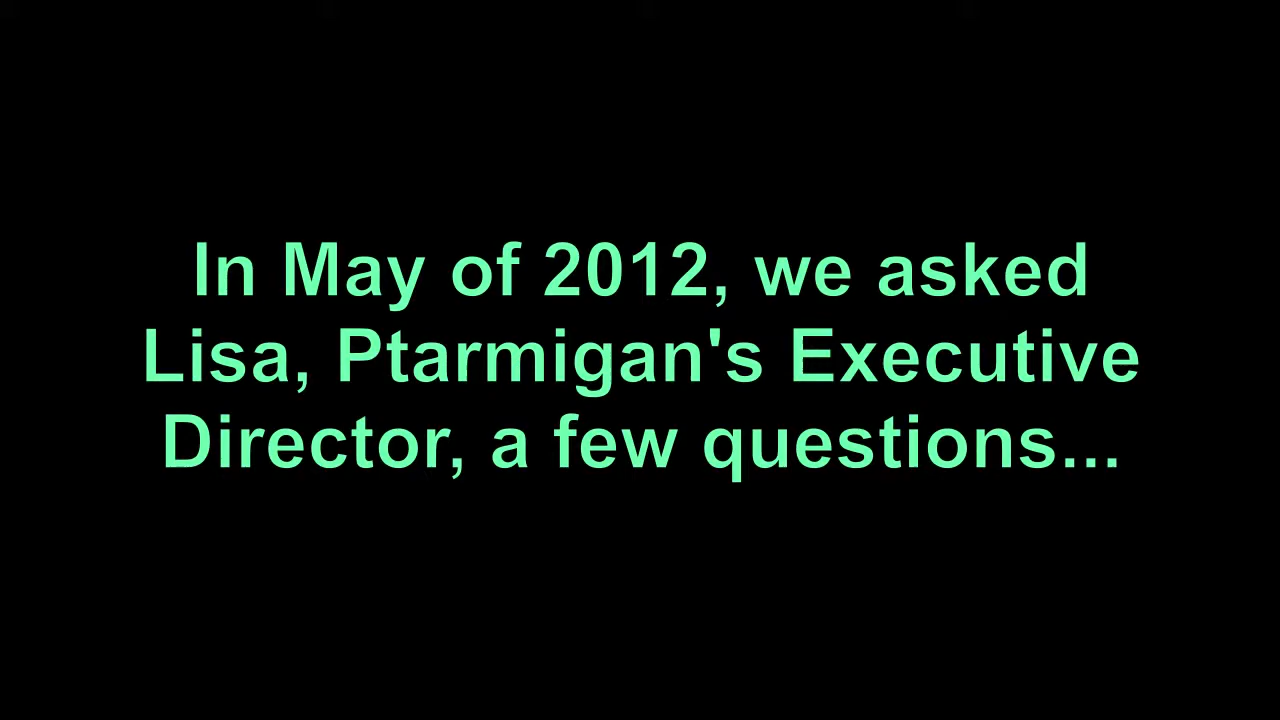 In May of 2012, we asked
Lisa, Ptarmigan's Executive
Director, a few questions...